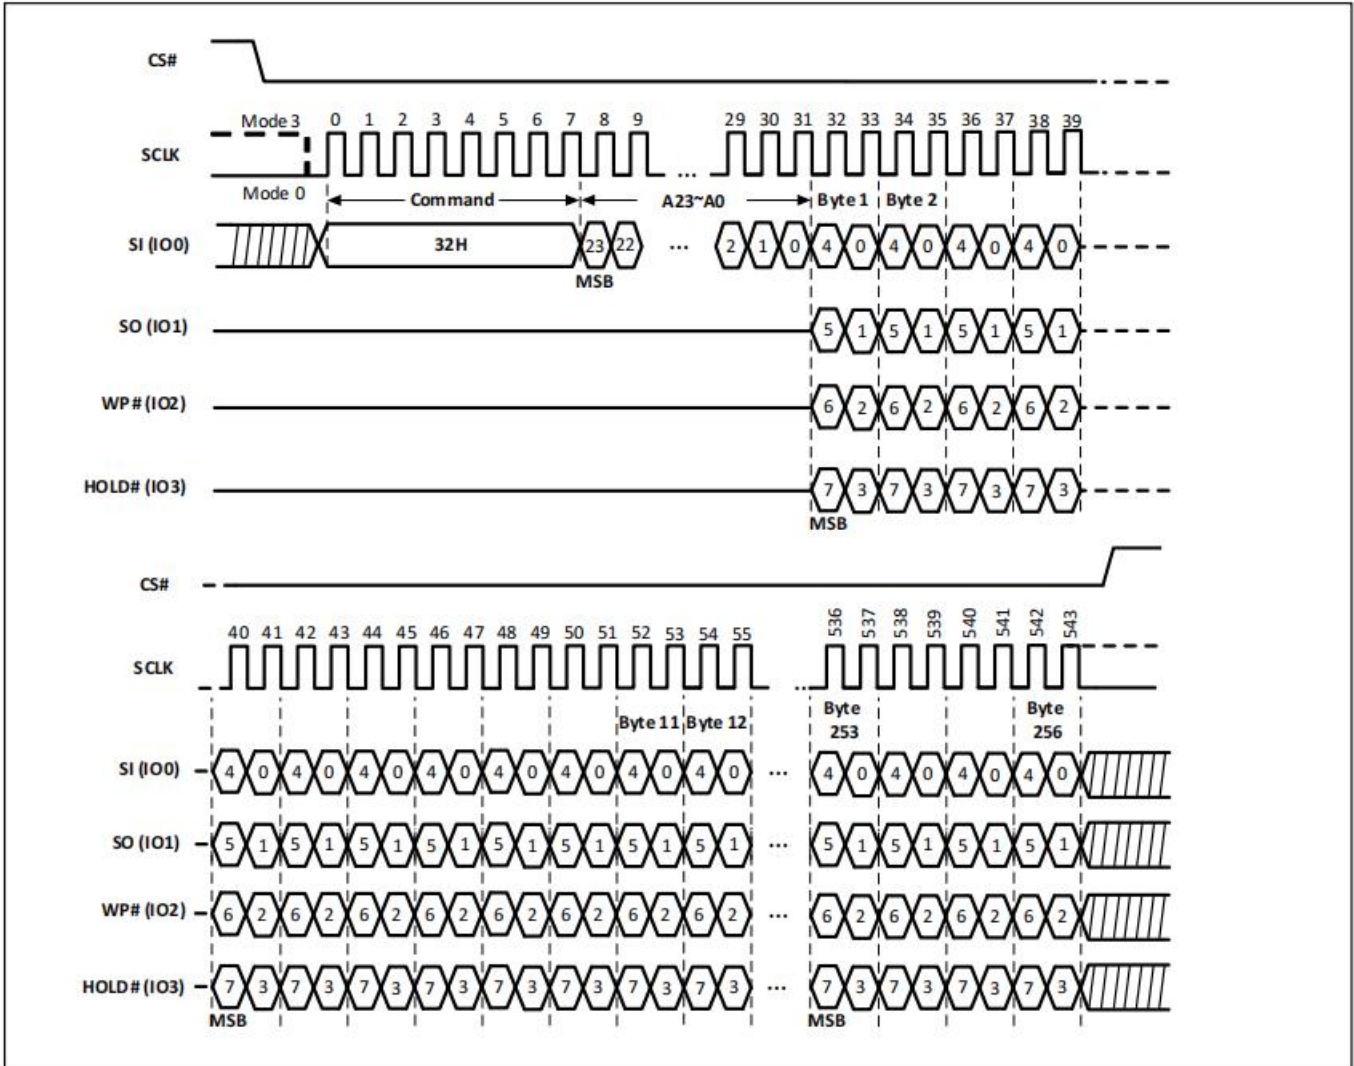 CS#
Mode 3 0 1 2 3 4 5 6 7 8 9 29 30 31 32 33 34 35 36 37 38 39
SCLK ...
Mode 0 Command A23~A0 Byte 1 Byte 2
SI (IO0) 32H 23 22 ... 2 1 0 4 0 4 0 4 0 4 0
MSB
SO (IO1) 5 1 5 1 5 1 5 1
WP# (IO2) 6 2 6 2 6 2 6 2
HOLD# (IO3) 7 3 7 3 7 3 7 3
MSB
CS#
40 41 42 43 44 45 46 47 48 49 50 51 52 53 54 55 536 537 538 539 540 541 542 543
SCLK ..
Byte 11 Byte 12 Byte 253 Byte 256
SI (IO0) 4 0 4 0 4 0 4 0 4 0 4 0 4 0 4 0 ... 4 0 4 0 4 0 4 0
SO (IO1) 5 1 5 1 5 1 5 1 5 1 5 1 5 1 5 1 ... 5 1 5 1 5 1 5 1
WP# (IO2) 6 2 6 2 6 2 6 2 6 2 6 2 6 2 6 2 ... 6 2 6 2 6 2 6 2
HOLD# (IO3) 7 3 7 3 7 3 7 3 7 3 7 3 7 3 7 3 ... 7 3 7 3 7 3 7 3
MSB MSB